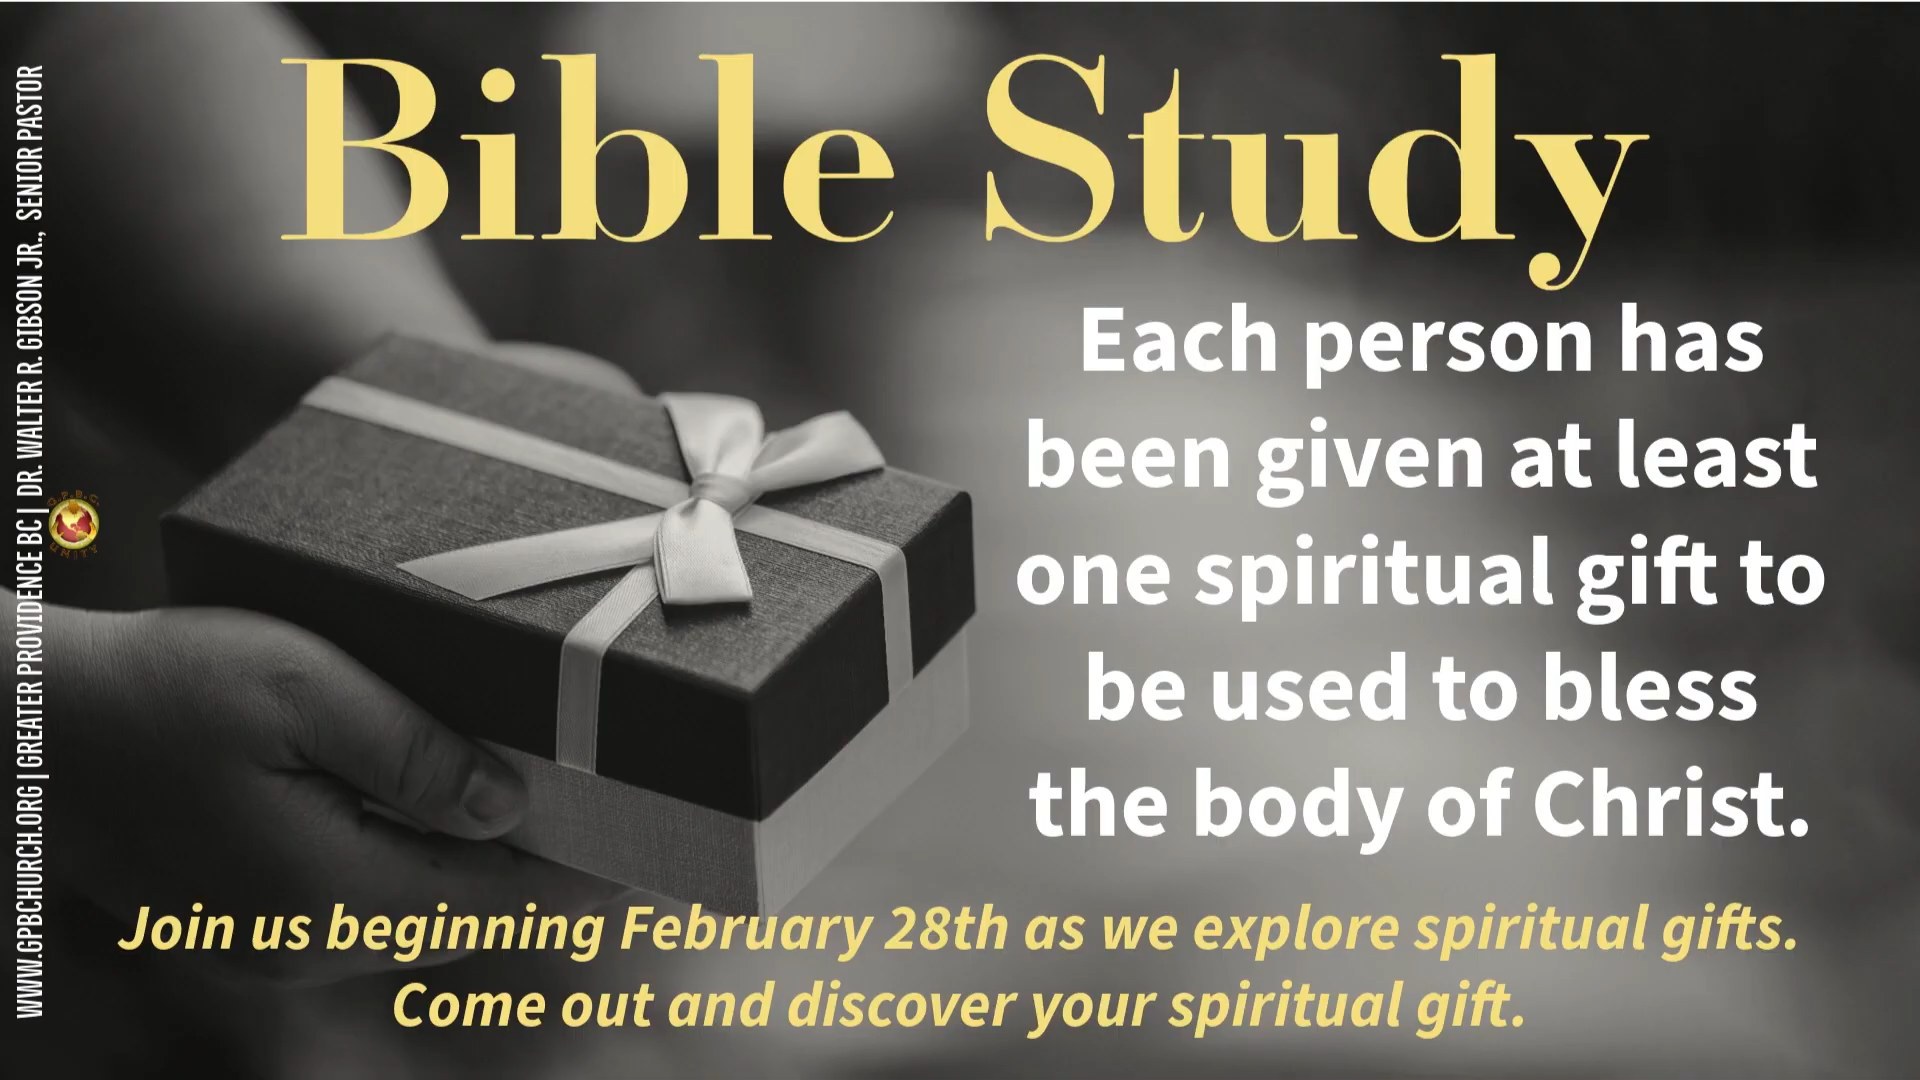 Bible Study
Each person has
been given at least
one spiritual gift to
be used to bless
the body of Christ.
Join us beginning February 28th as we explore spiritual gifts.
Come out and discover your spiritual gift.
WWW.GPBCHURCH.ORG | GREATER PROVIDENCE BC | DR. WALTER R. GIBSON JR., SENIOR PASTOR
G.P.B.C.
UNITY